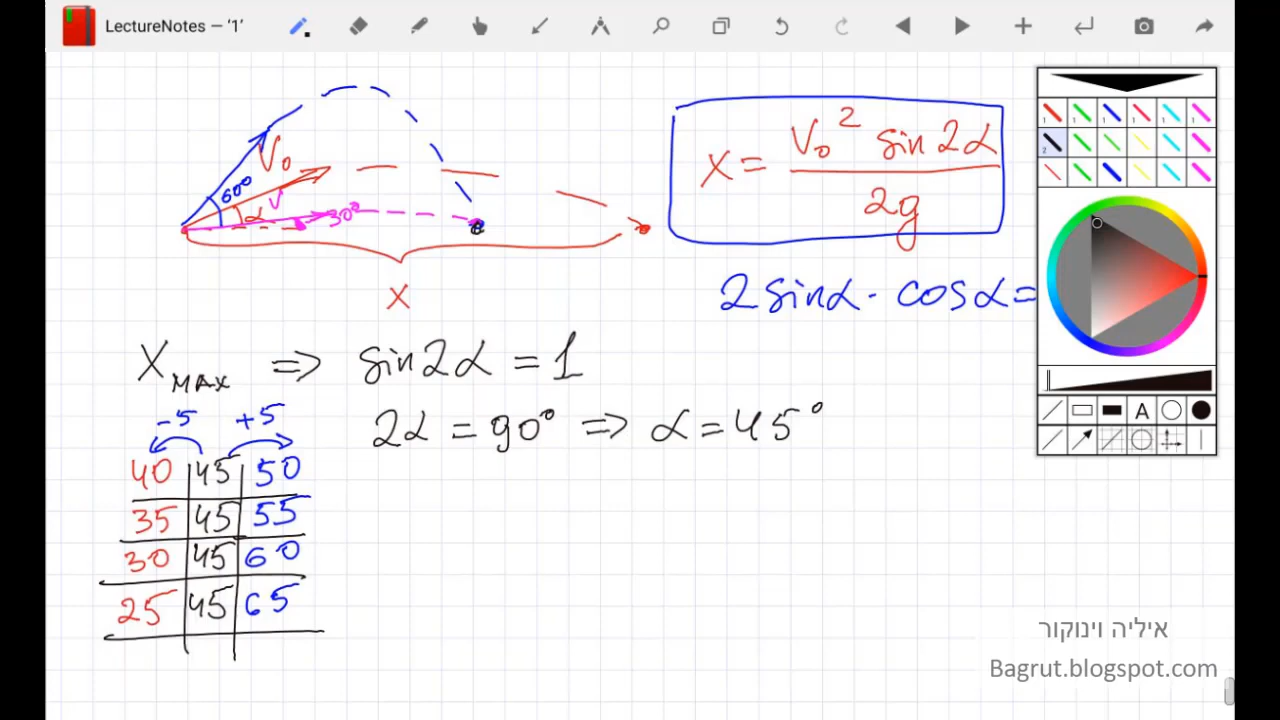 LectureNotes – ‘1’
V₀
60°
α
30°
X
x = V₀² sin 2α / 2g
2 sinα · cosα =
X MAX => sin 2α = 1
2α = 90° => α = 45°
-5 +5
40 45 50
35 45 55
30 45 60
25 45 65
A
איליה וינוקור
Bagrut.blogspot.com